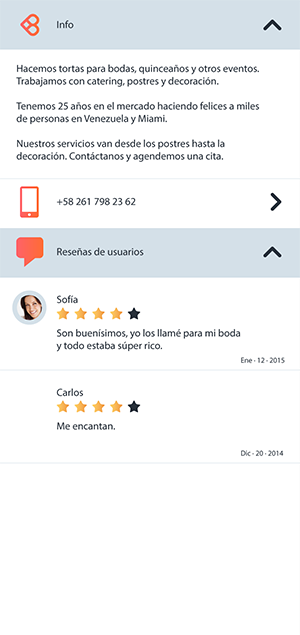 Info
Hacemos tortas para bodas, quinceaños y otros eventos.
Trabajamos con catering, postres y decoración.
Tenemos 25 años en el mercado haciendo felices a miles
de personas en Venezuela y Miami.
Nuestros servicios van desde los postres hasta la
decoración. Contáctanos y agendemos una cita.
+58 261 798 23 62
Reseñas de usuarios
Sofía
Son buenísimos, yo los llamé para mi boda
y todo estaba súper rico.
Ene - 12 - 2015
Carlos
Me encantan.
Dic - 20 - 2014